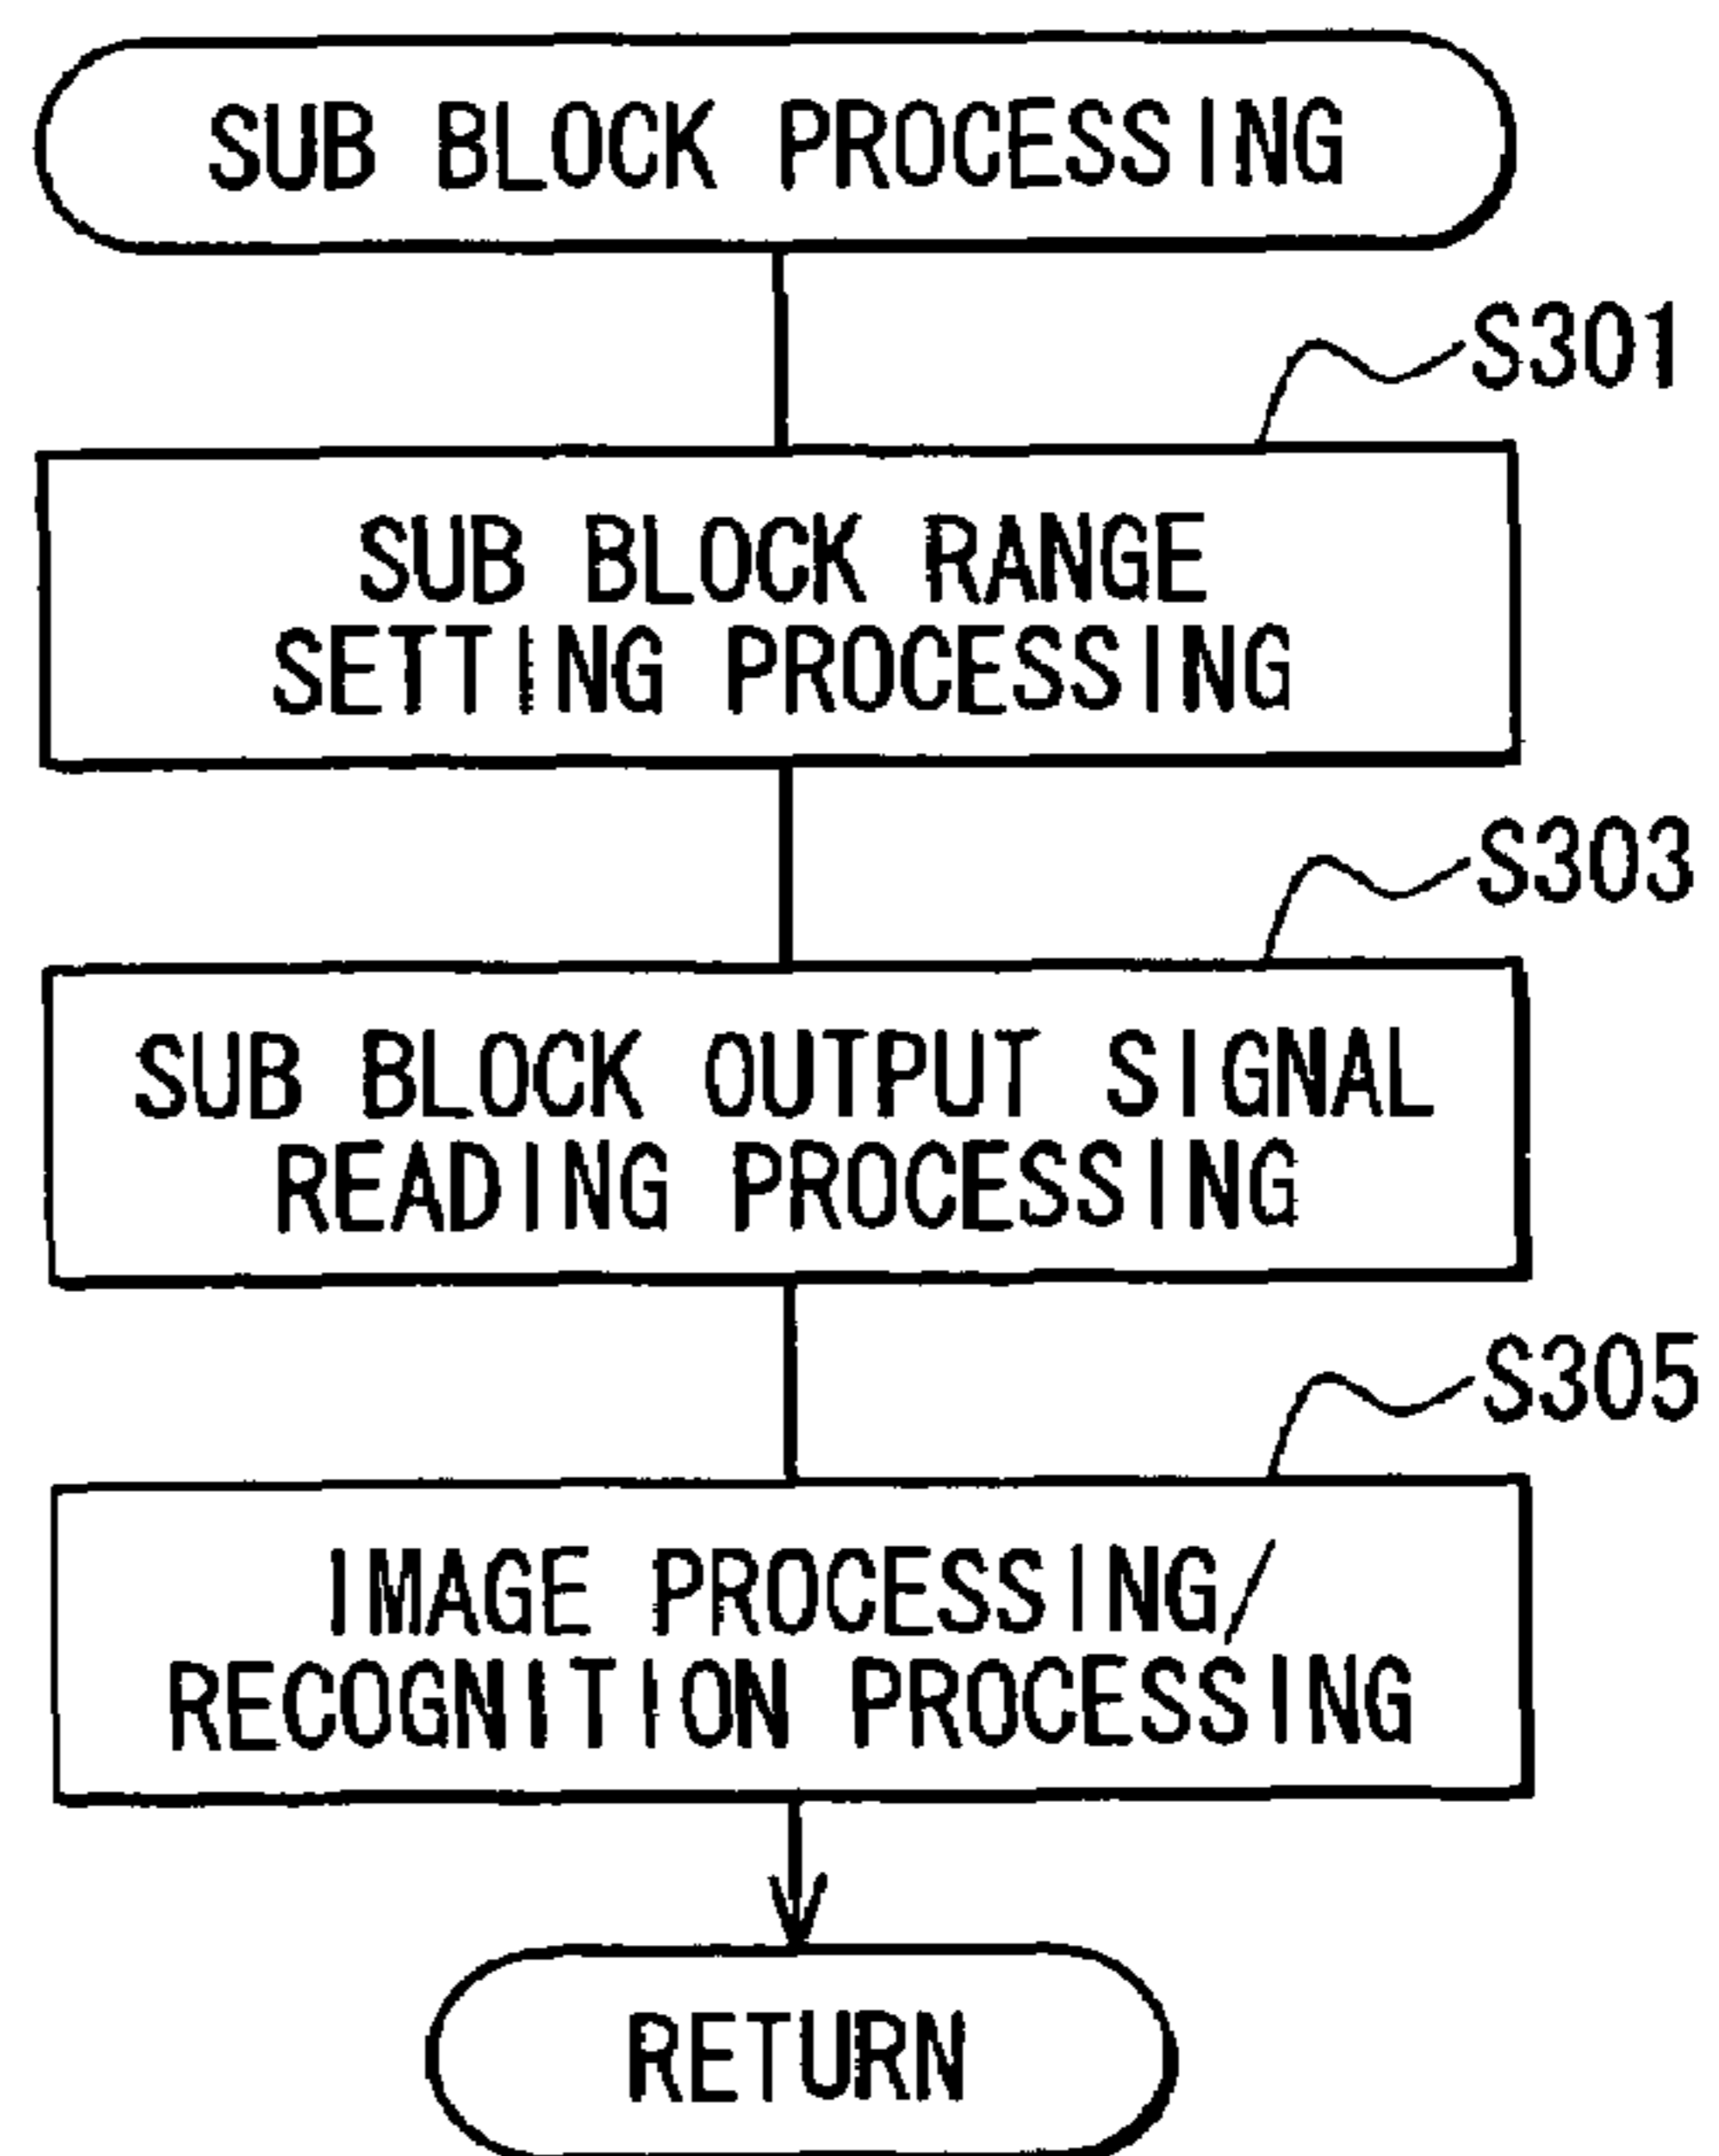 SUB BLOCK PROCESSING
S301
SUB BLOCK RANGE
SETTING PROCESSING
S303
SUB BLOCK OUTPUT SIGNAL
READING PROCESSING
S305
IMAGE PROCESSING/
RECOGNITION PROCESSING
RETURN